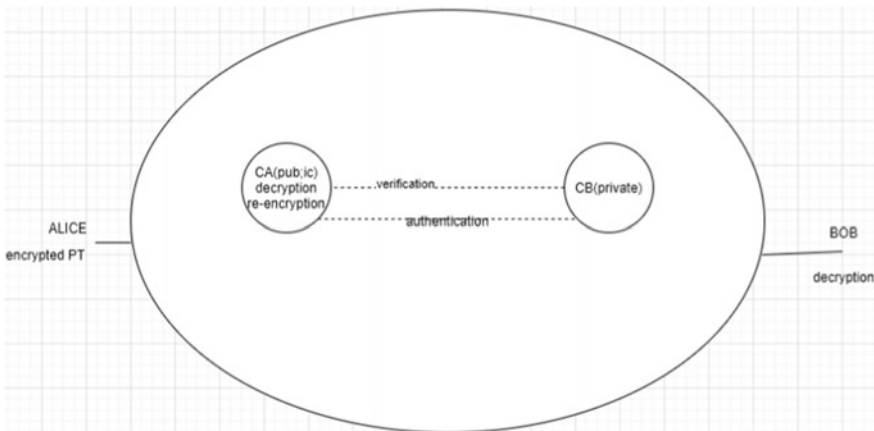 CA(pub;ic)
decryption
re-encryption
verification
CB(private)
authentication
ALICE
encrypted PT
BOB
decryption